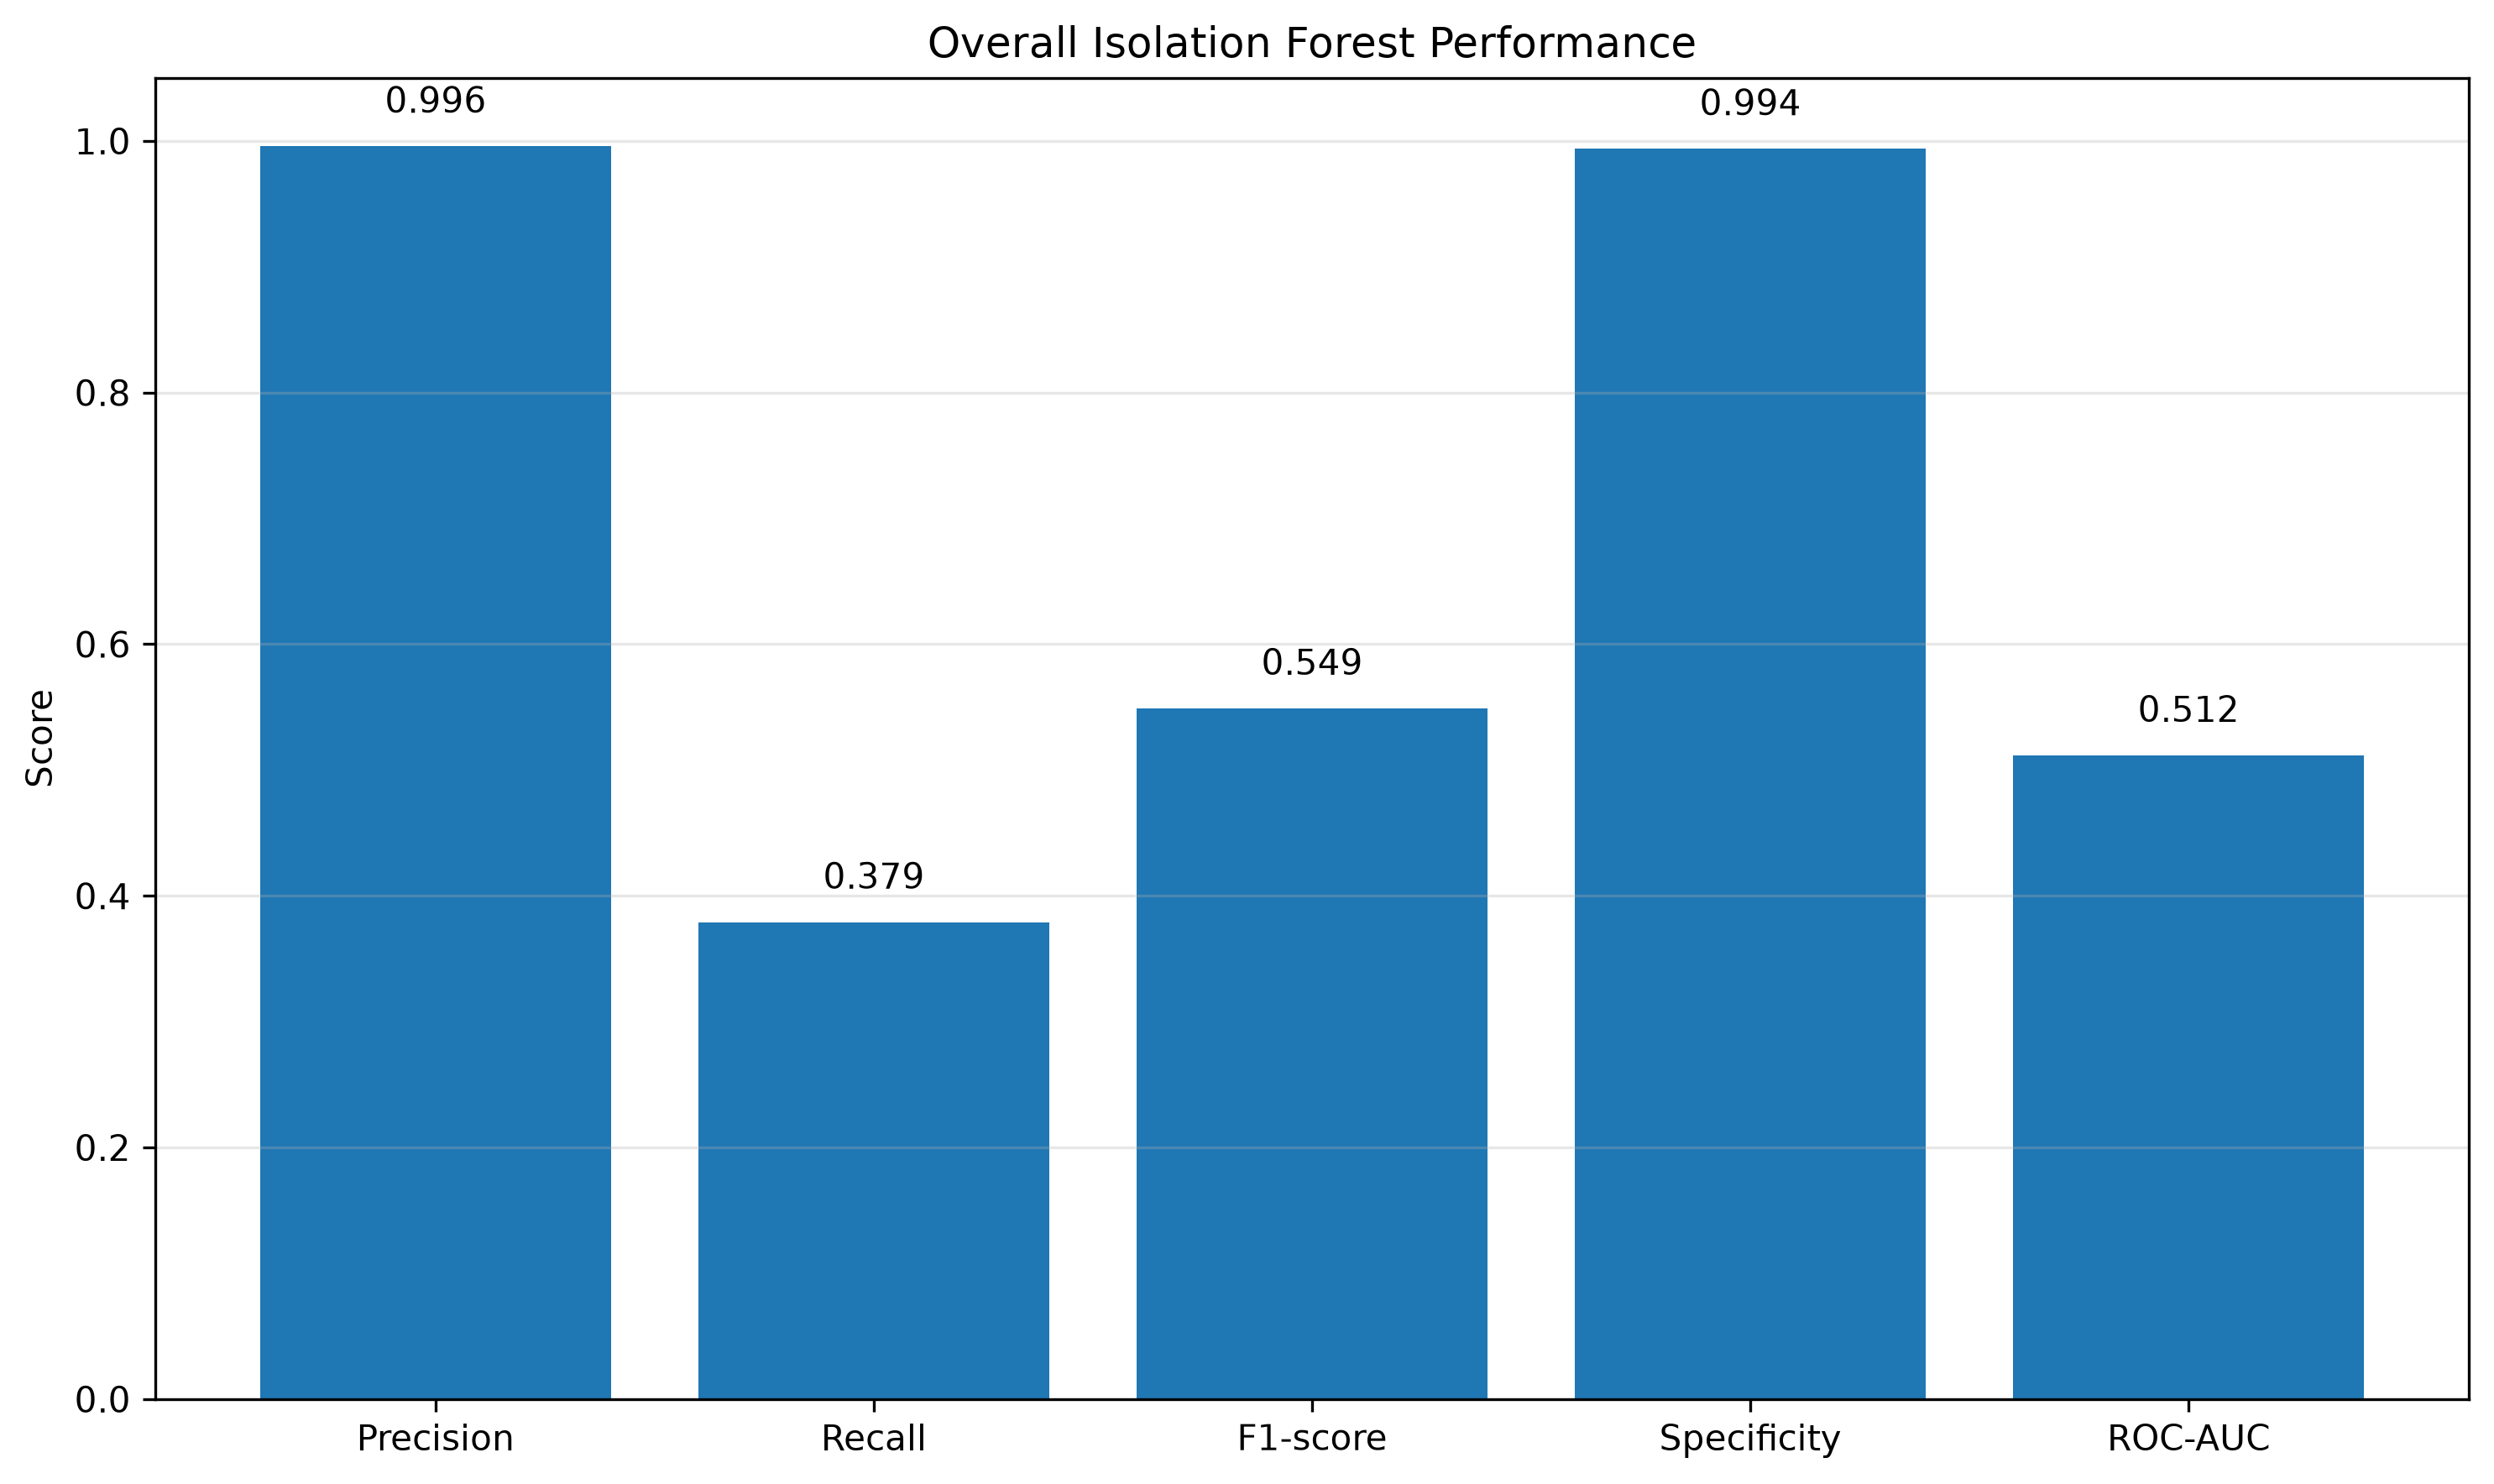 Overall Isolation Forest Performance
0.996
0.994
1.0
0.8
0.6
0.549
0.512
Score
0.379
0.4
0.2
0.0
Precision
Recall
F1-score
Specificity
ROC-AUC